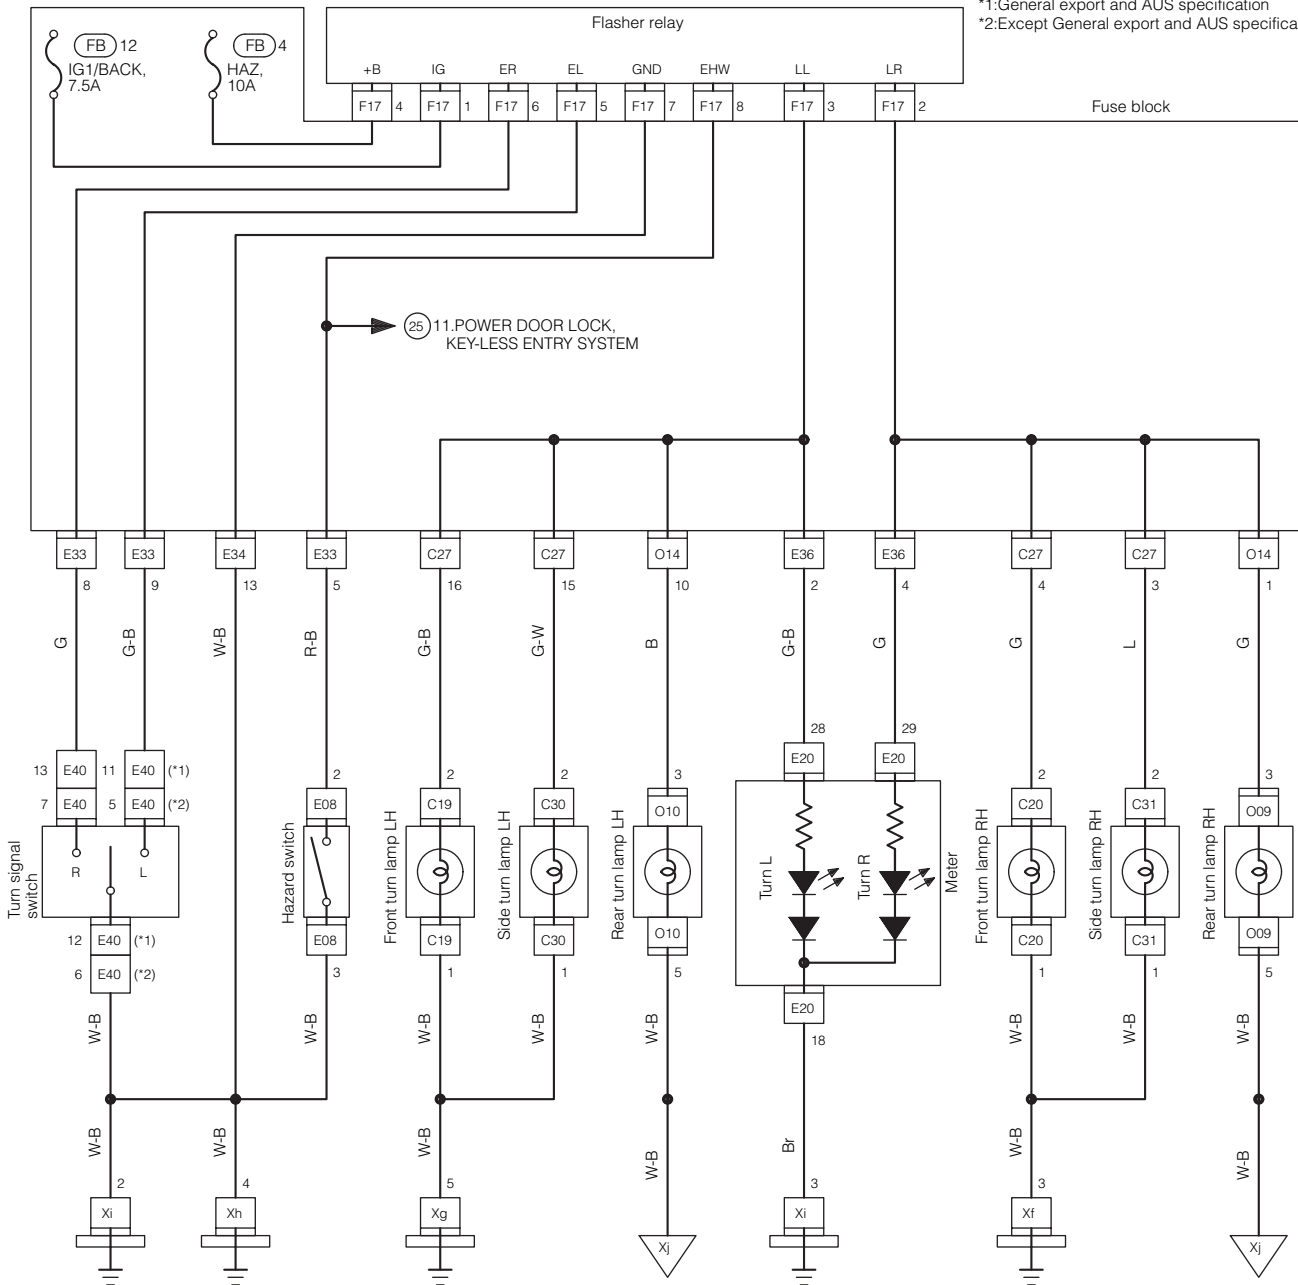 *1:General export and AUS specification
*2:Except General export and AUS specifica
Flasher relay
FB 12
IG1/BACK,
7.5A
FB 4
HAZ,
10A
+B IG ER EL GND EHW LL LR
F17 4 F17 1 F17 6 F17 5 F17 7 F17 8 F17 3 F17 2
Fuse block
25 11.POWER DOOR LOCK,
KEY-LESS ENTRY SYSTEM
E33 E33 E34 E33 C27 C27 O14 E36 E36 C27 C27 O14
8 9 13 5 16 15 10 2 4 4 3 1
G G-B W-B R-B G-B G-W B G-B G G L G
28 29
E20 E20
13 E40 11 E40 (*1)
2 2 2 3 2 2 3
7 E40 5 E40 (*2)
E08 C19 C30 O10 C20 C31 O09
Turn signal
switch
R L
Hazard switch
Front turn lamp LH
Side turn lamp LH
Rear turn lamp LH
Turn L
Turn R
Meter
Front turn lamp RH
Side turn lamp RH
Rear turn lamp RH
12 E40 (*1)
E08 C19 C30 O10 C20 C31 O09
6 E40 (*2)
3 1 1 5 1 1 5
E20
18
W-B W-B W-B W-B W-B W-B W-B W-B
W-B W-B W-B W-B Br W-B W-B
2 4 5 3 3
Xi Xh Xg Xj Xi Xf Xj